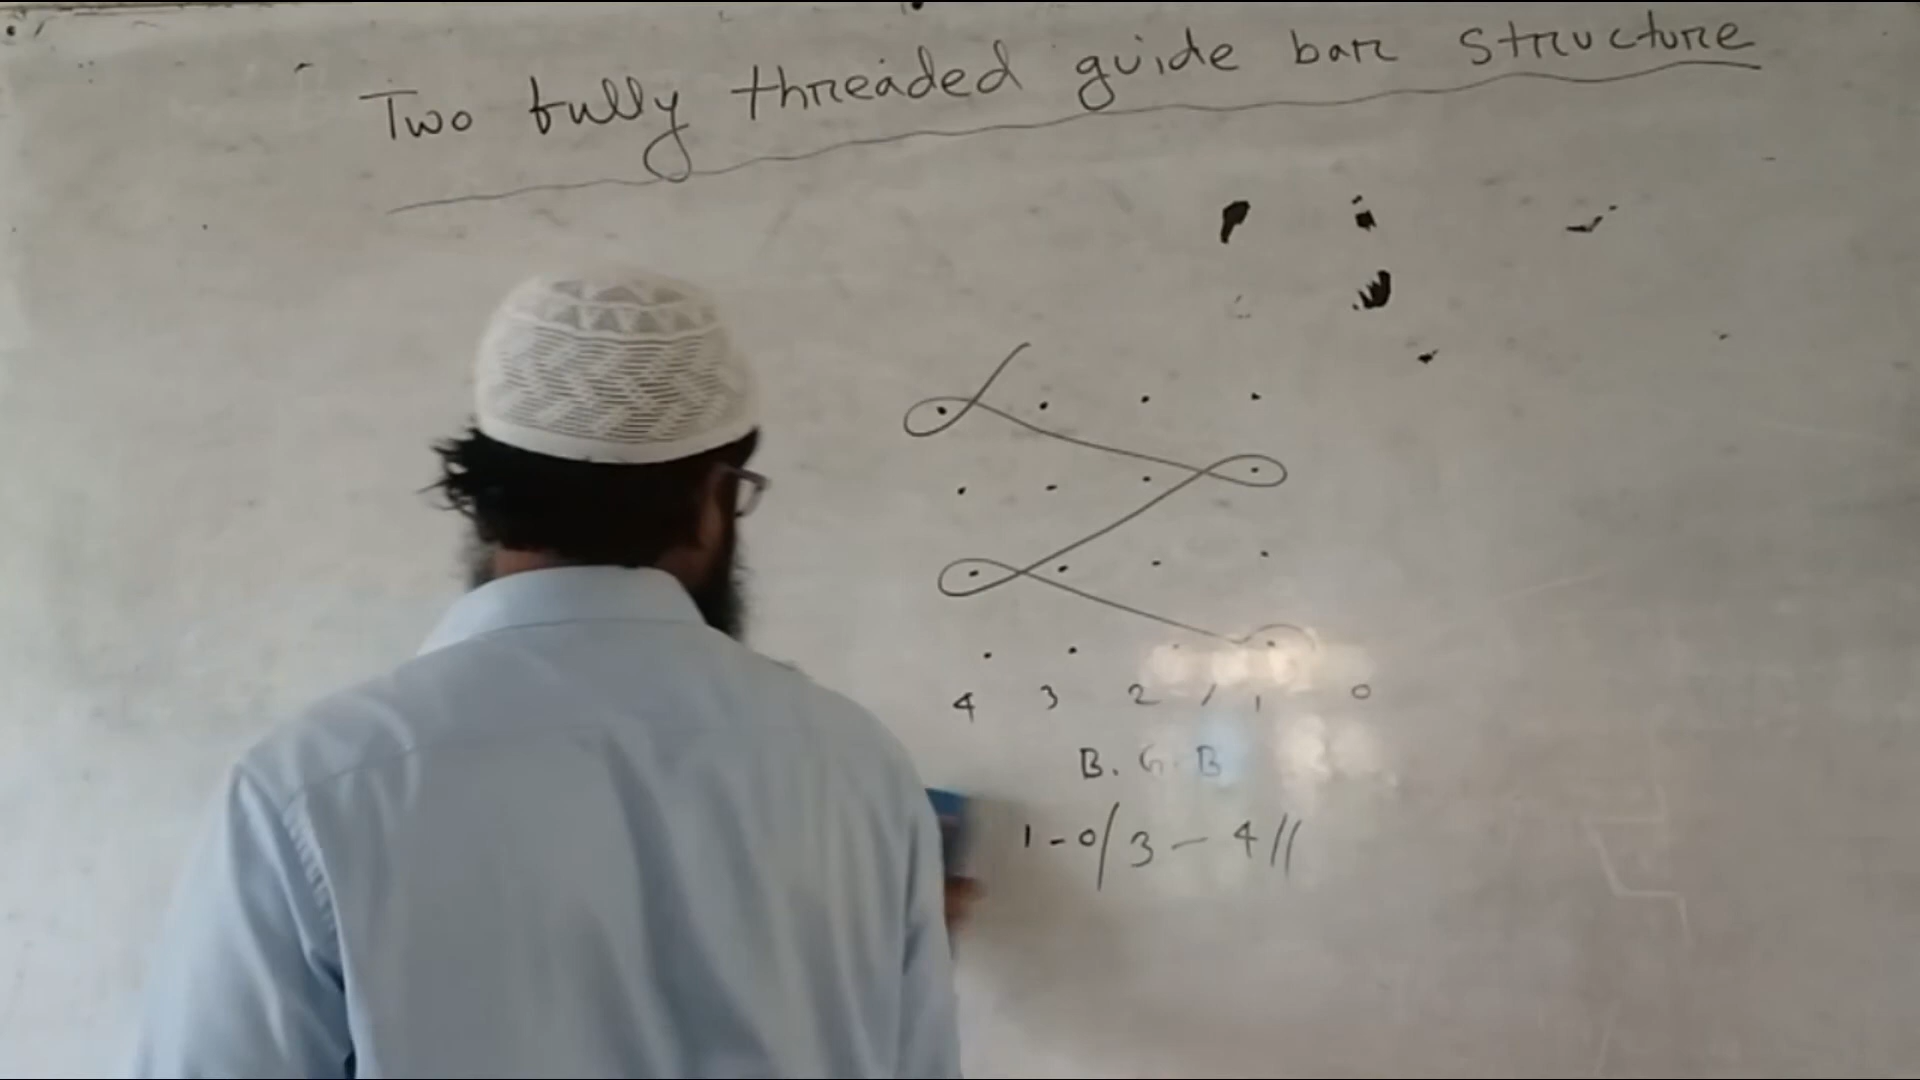 Two fully threaded guide bar structure
4 3 2 / 1 0
B. G. B
1-0/3-4//